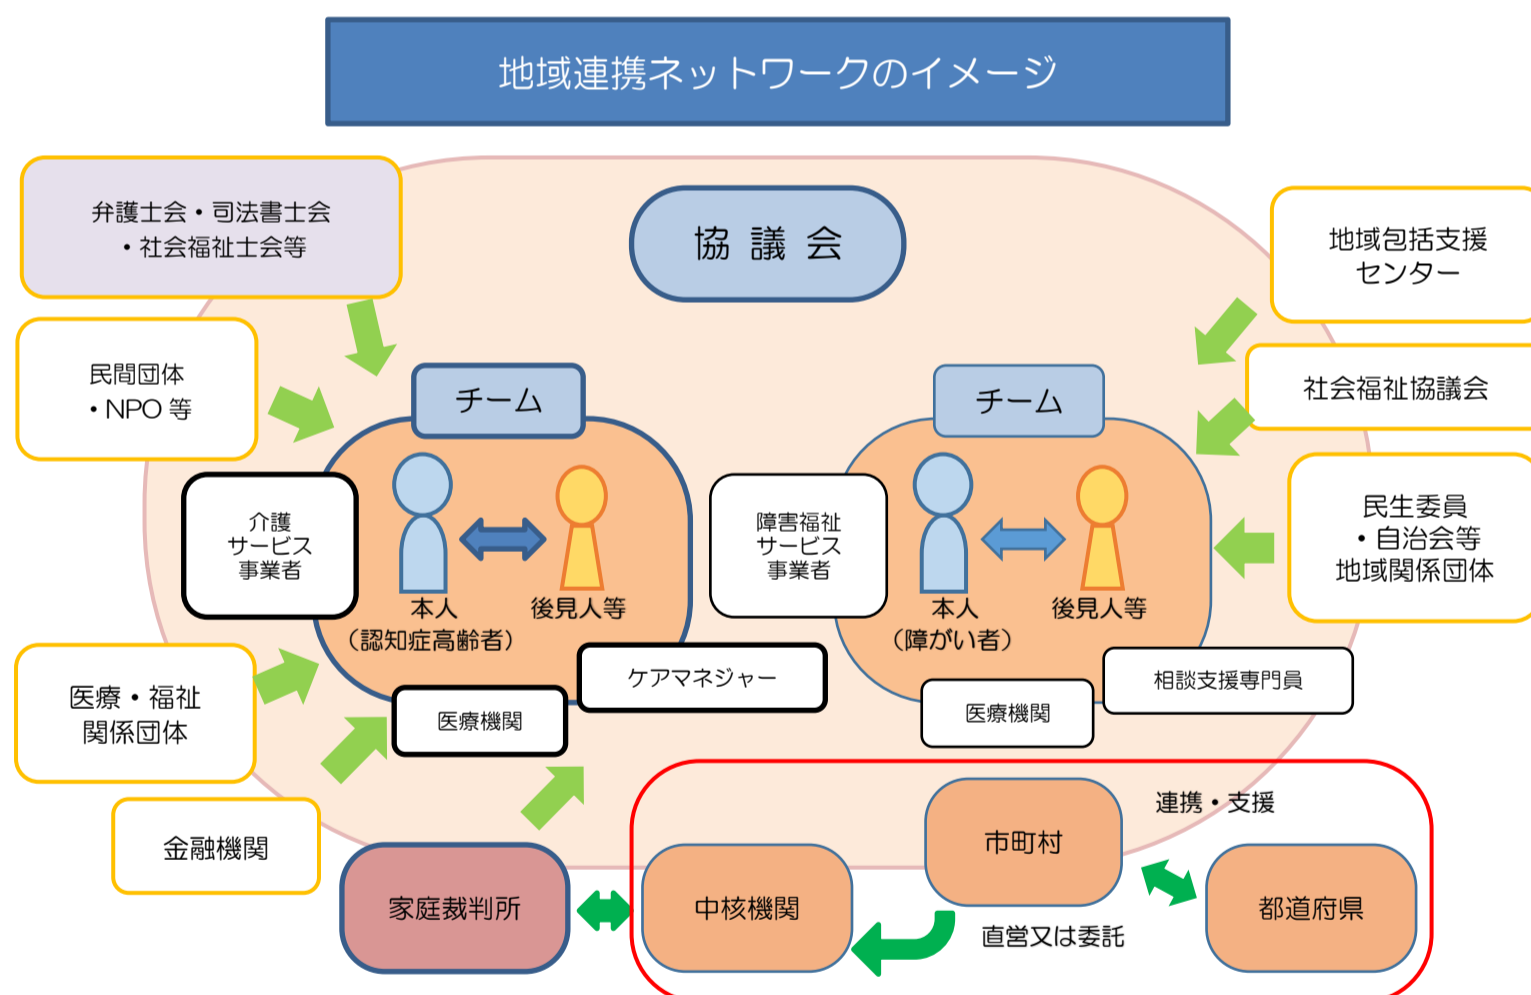 地域連携ネットワークのイメージ
協議会
弁護士会・司法書士会
・社会福祉士会等
地域包括支援
センター
民間団体
・NPO 等
社会福祉協議会
チーム
チーム
介護
サービス
事業者
障害福祉
サービス
事業者
民生委員
・自治会等
地域関係団体
本人
(認知症高齢者)
後見人等
本人
(障がい者)
後見人等
医療・福祉
関係団体
ケアマネジャー
医療機関
相談支援専門員
医療機関
金融機関
家庭裁判所
中核機関
市町村
連携・支援
都道府県
直営又は委託